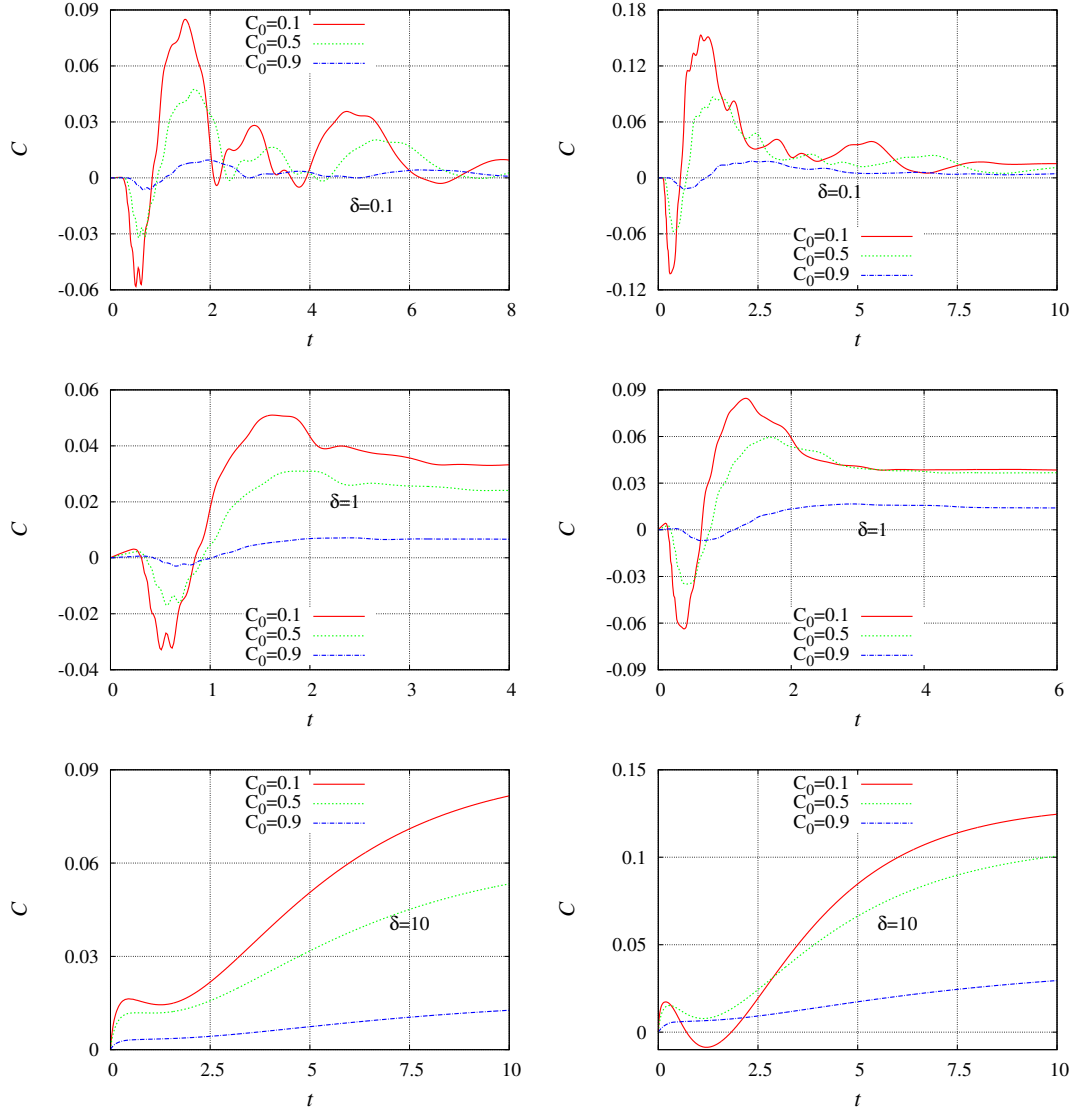 0.09
0.06
0.03
0
-0.03
-0.06
C
C₀=0.1
C₀=0.5
C₀=0.9
δ=0.1
0 2 4 6 8
t
0.18
0.12
0.06
0
-0.06
-0.12
C
δ=0.1
C₀=0.1
C₀=0.5
C₀=0.9
0 2.5 5 7.5 10
t
0.06
0.04
0.02
0
-0.02
-0.04
C
δ=1
C₀=0.1
C₀=0.5
C₀=0.9
0 1 2 3 4
t
0.09
0.06
0.03
0
-0.03
-0.06
-0.09
C
δ=1
C₀=0.1
C₀=0.5
C₀=0.9
0 2 4 6
t
0.09
0.06
0.03
0
C
C₀=0.1
C₀=0.5
C₀=0.9
δ=10
0 2.5 5 7.5 10
t
0.15
0.1
0.05
0
C
C₀=0.1
C₀=0.5
C₀=0.9
δ=10
0 2.5 5 7.5 10
t